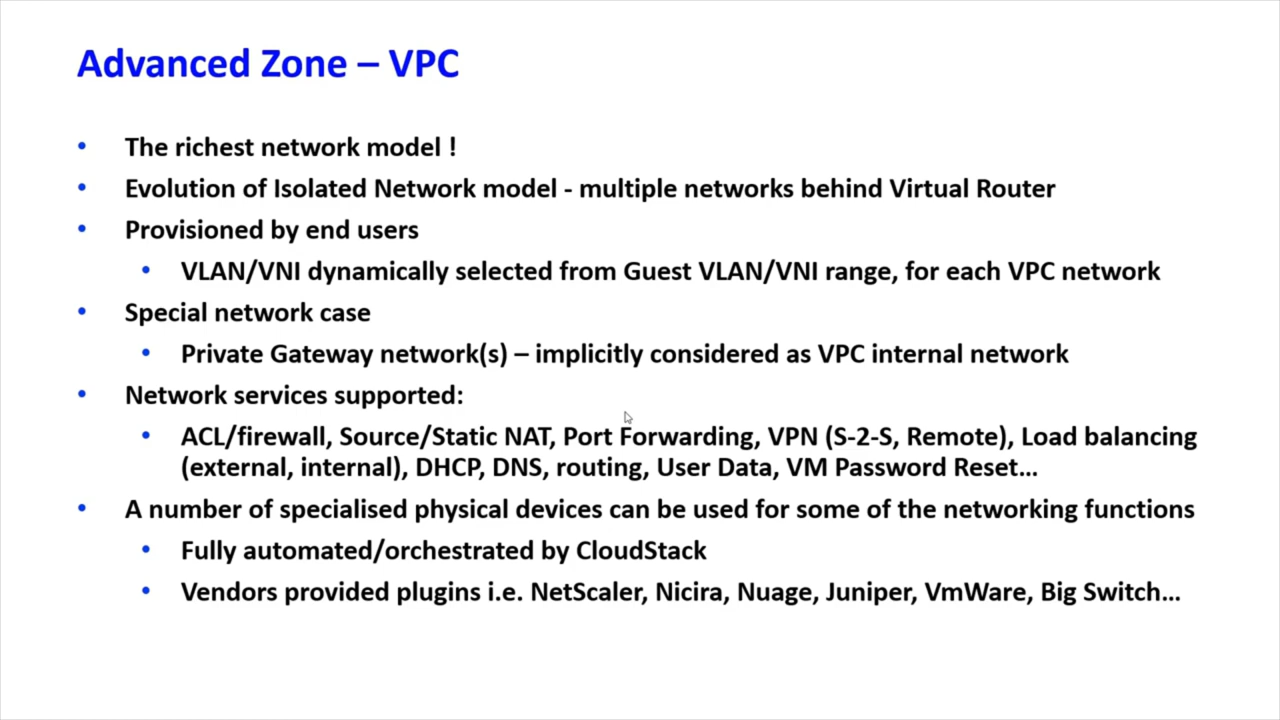 Advanced Zone – VPC
• The richest network model !
• Evolution of Isolated Network model - multiple networks behind Virtual Router
• Provisioned by end users
• VLAN/VNI dynamically selected from Guest VLAN/VNI range, for each VPC network
• Special network case
• Private Gateway network(s) – implicitly considered as VPC internal network
• Network services supported:
• ACL/firewall, Source/Static NAT, Port Forwarding, VPN (S-2-S, Remote), Load balancing
(external, internal), DHCP, DNS, routing, User Data, VM Password Reset...
• A number of specialised physical devices can be used for some of the networking functions
• Fully automated/orchestrated by CloudStack
• Vendors provided plugins i.e. NetScaler, Nicira, Nuage, Juniper, VmWare, Big Switch...